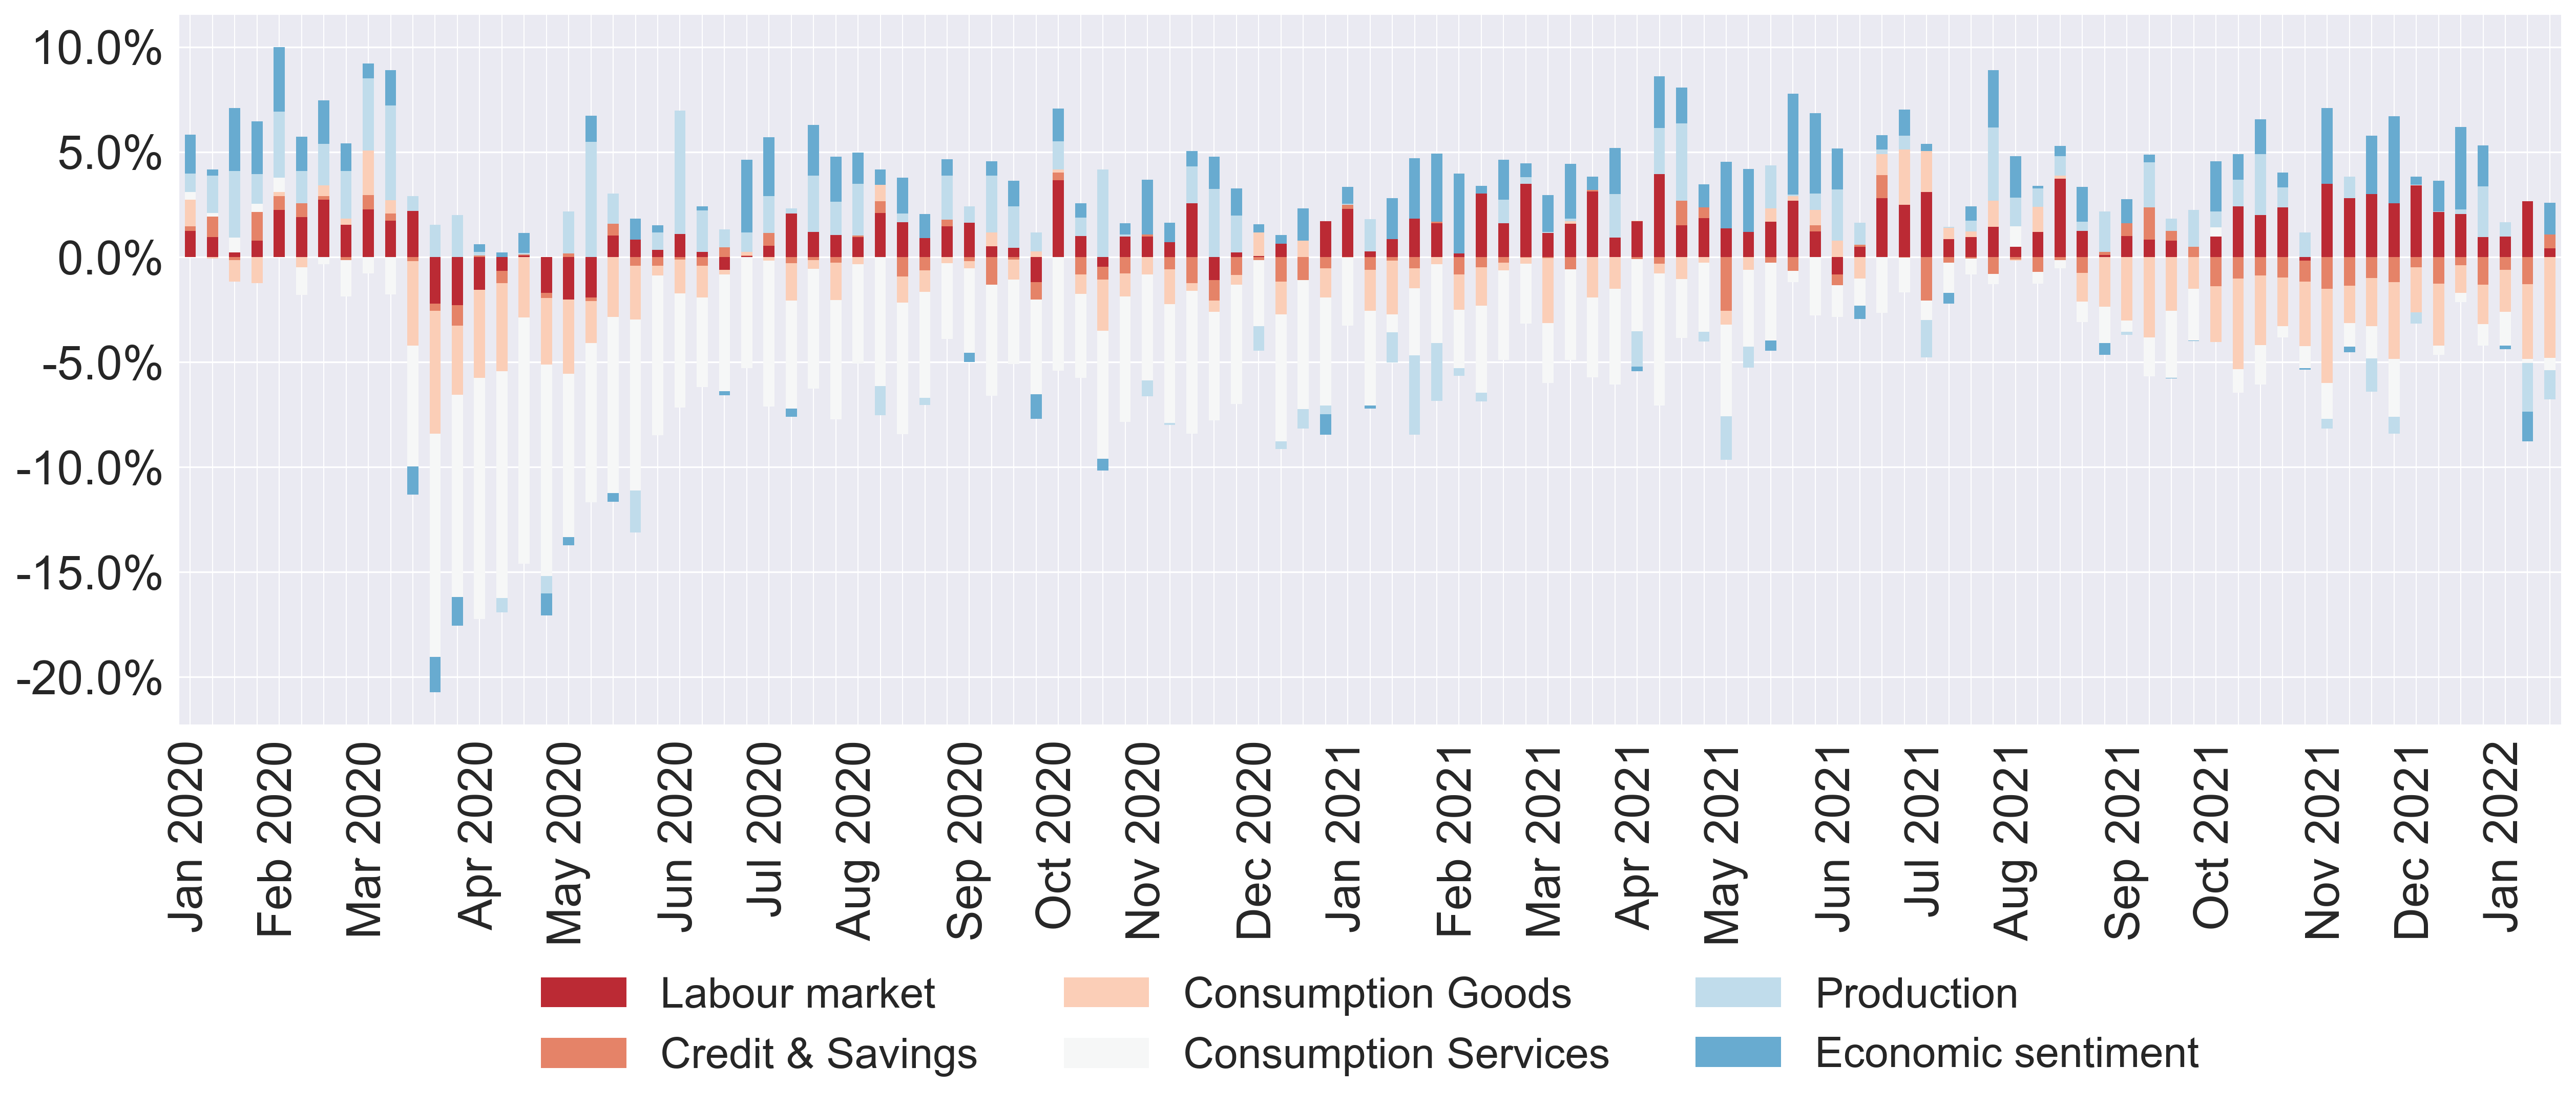 10.0%
5.0%
0.0%
-5.0%
-10.0%
-15.0%
-20.0%
Jan 2020
Feb 2020
Mar 2020
Apr 2020
May 2020
Jun 2020
Jul 2020
Aug 2020
Sep 2020
Oct 2020
Nov 2020
Dec 2020
Jan 2021
Feb 2021
Mar 2021
Apr 2021
May 2021
Jun 2021
Jul 2021
Aug 2021
Sep 2021
Oct 2021
Nov 2021
Dec 2021
Jan 2022
Labour market
Credit & Savings
Consumption Goods
Consumption Services
Production
Economic sentiment